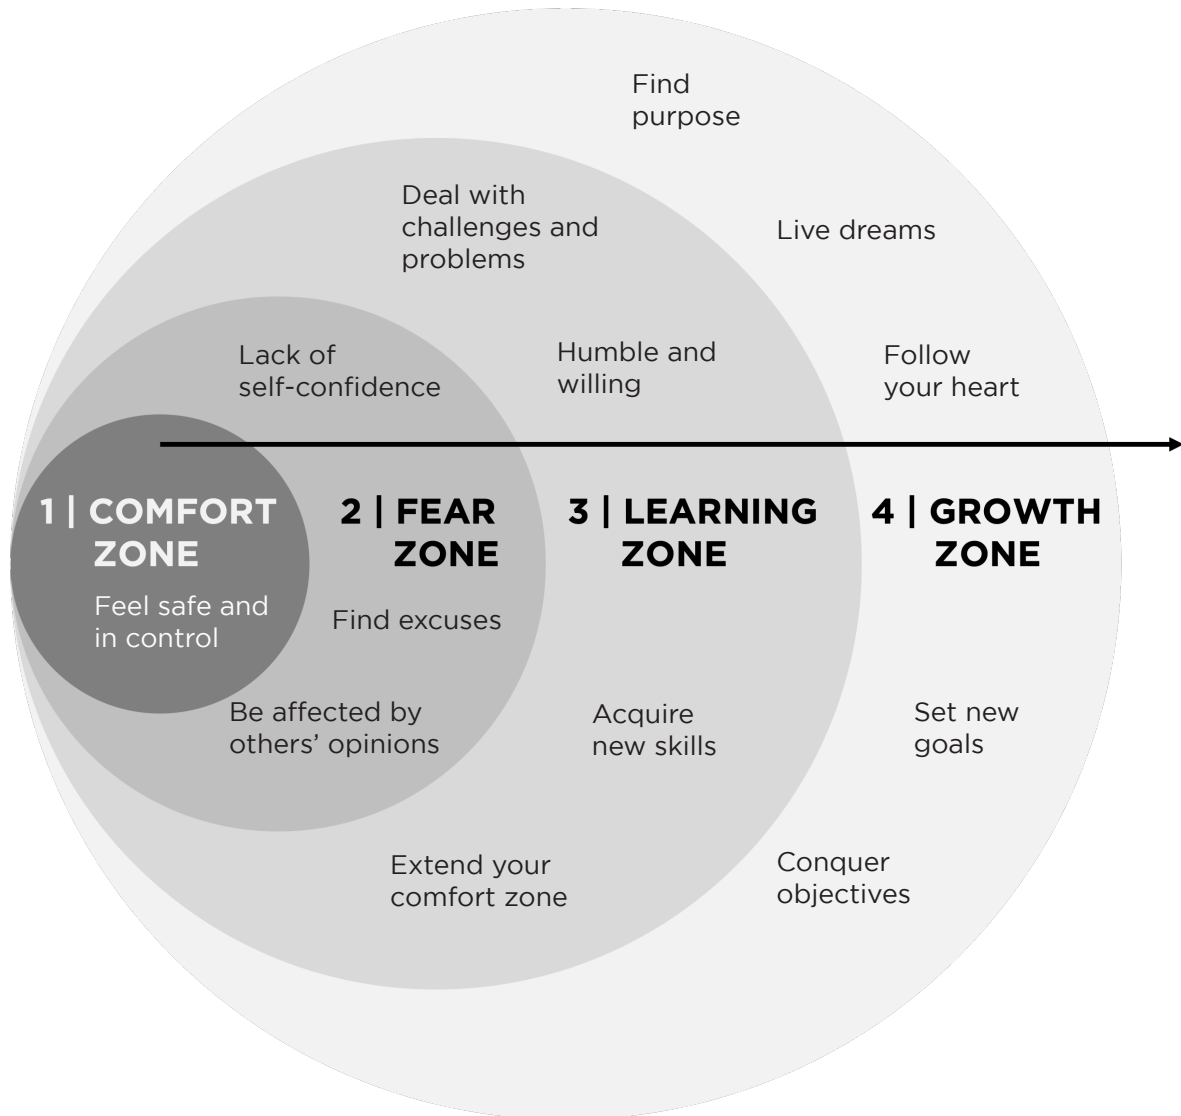 Find
purpose
Deal with
challenges and
problems
Live dreams
Lack of
self-confidence
Humble and
willing
Follow
your heart
1 | COMFORT
ZONE
Feel safe and
in control
2 | FEAR
ZONE
Find excuses
3 | LEARNING
ZONE
4 | GROWTH
ZONE
Be affected by
others’ opinions
Acquire
new skills
Set new
goals
Extend your
comfort zone
Conquer
objectives